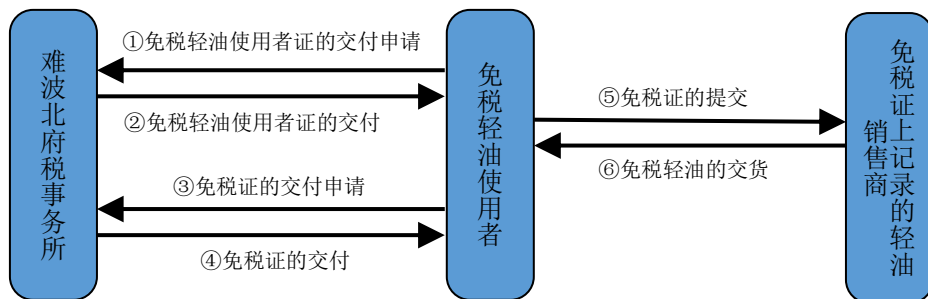 难波北府税事务所
①免税轻油使用者证的交付申请
②免税轻油使用者证的交付
③免税证的交付申请
④免税证的交付
免税轻油使用者
⑤免税证的提交
⑥免税轻油的交货
免税证上记录的轻油
销售商